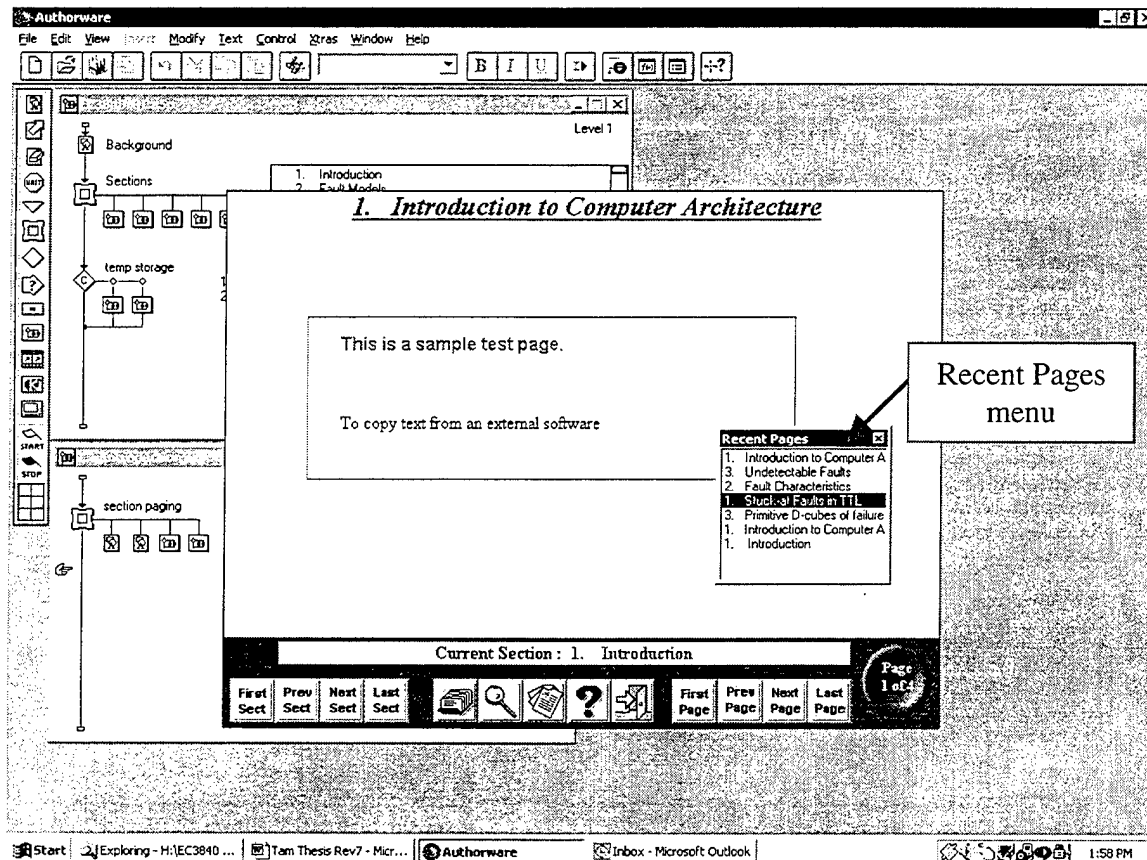 Authorware
File Edit View Insert Modify Text Control Xtras Window Help
B I U
Level 1
Background
Sections
1. Introduction
2. Fault Models
temp storage
C
1
2
WAIT
START
STOP
section paging
1. Introduction to Computer Architecture
This is a sample test page.
To copy text from an external software
Recent Pages
menu
Recent Pages
1. Introduction to Computer A
3. Undetectable Faults
2. Fault Characteristics
1. Stuck-at Faults in TTL
3. Primitive D-cubes of failure
1. Introduction to Computer A
1. Introduction
Current Section : 1. Introduction
Page
1 of
First Sect
Prev Sect
Next Sect
Last Sect
First Page
Prev Page
Next Page
Last Page
Start
Exploring - H:\EC3840 ...
Tam Thesis Rev7 - Micr...
Authorware
Inbox - Microsoft Outlook
1:58 PM